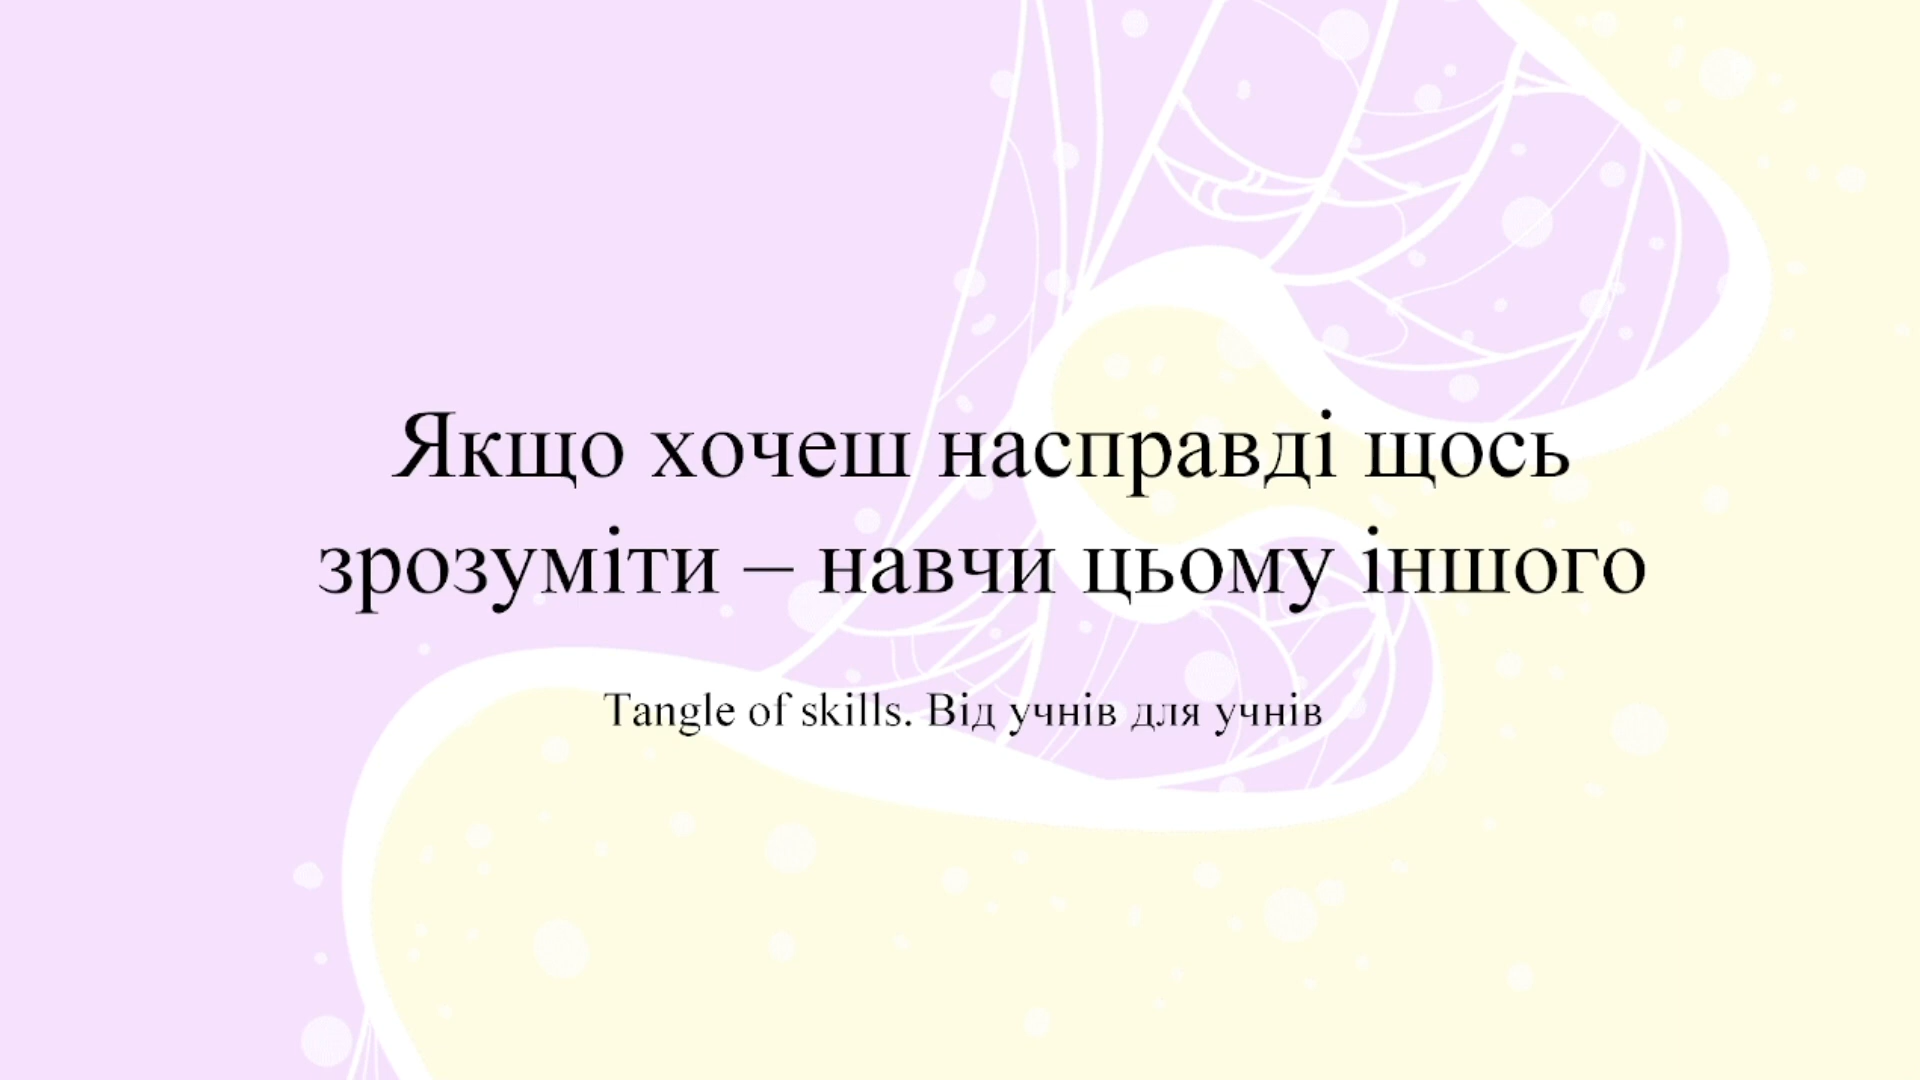 Якщо хочеш насправді щось
зрозуміти – навчи цьому іншого
Tangle of skills. Від учнів для учнів